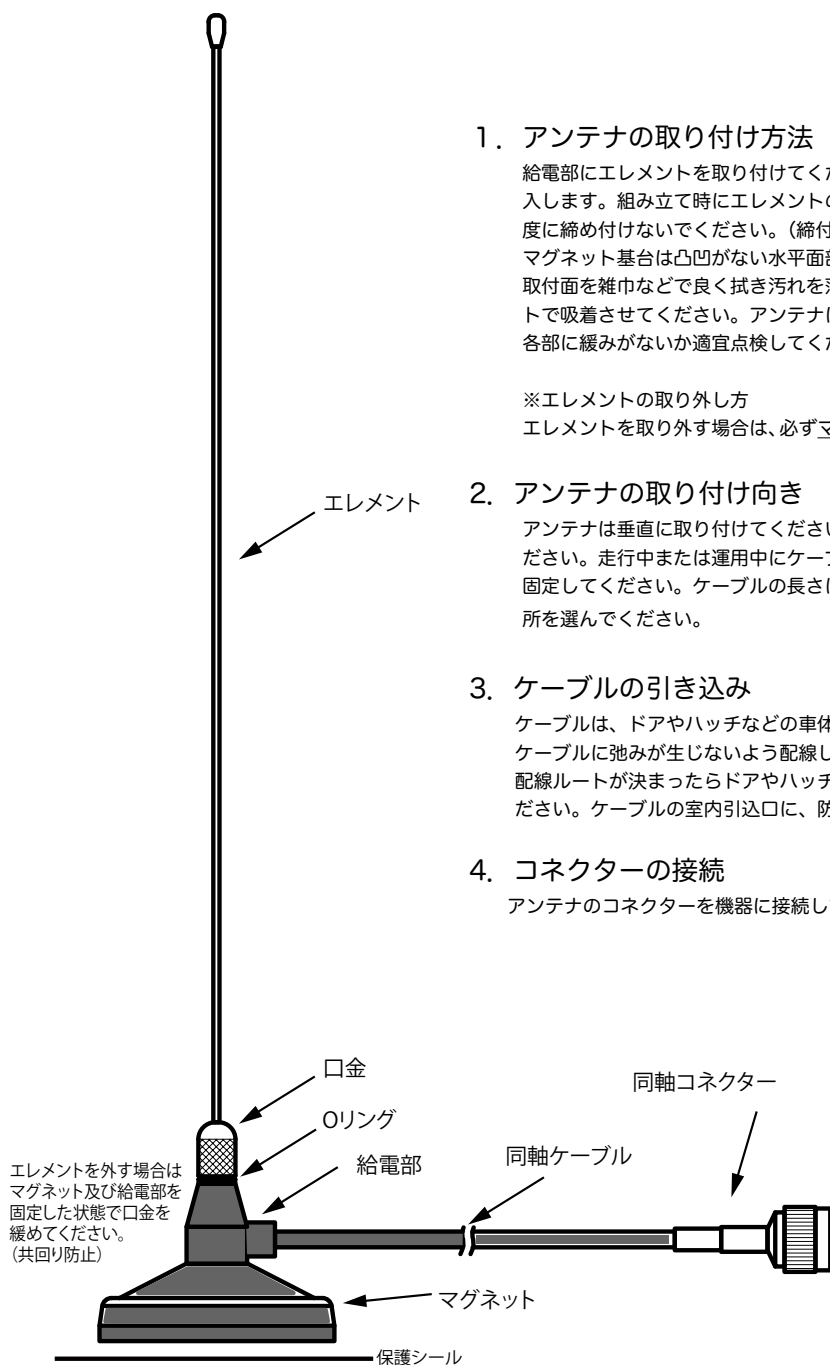 1．アンテナの取り付け方法
給電部にエレメントを取り付けてくだ
入します。組み立て時にエレメントの
度に締め付けないでください。（締付
マグネット基台は凸凹がない水平面部
取付面を雑巾などで良く拭き汚れを落
トで吸着させてください。アンテナに
各部に緩みがないか適宜点検してくだ
※エレメントの取り外し方
エレメントを取り外す場合は、必ずマ
2．アンテナの取り付け向き
アンテナは垂直に取り付けてください
ださい。走行中または運用中にケーブ
固定してください。ケーブルの長さに
所を選んでください。
3．ケーブルの引き込み
ケーブルは、ドアやハッチなどの車体
ケーブルに弛みが生じないよう配線し
配線ルートが決まったらドアやハッチ
ださい。ケーブルの室内引込口に、防
4．コネクターの接続
アンテナのコネクターを機器に接続し
エレメント
口金
Oリング
給電部
同軸ケーブル
同軸コネクター
エレメントを外す場合は
マグネット及び給電部を
固定した状態で口金を
緩めてください。
（共回り防止）
マグネット
保護シール